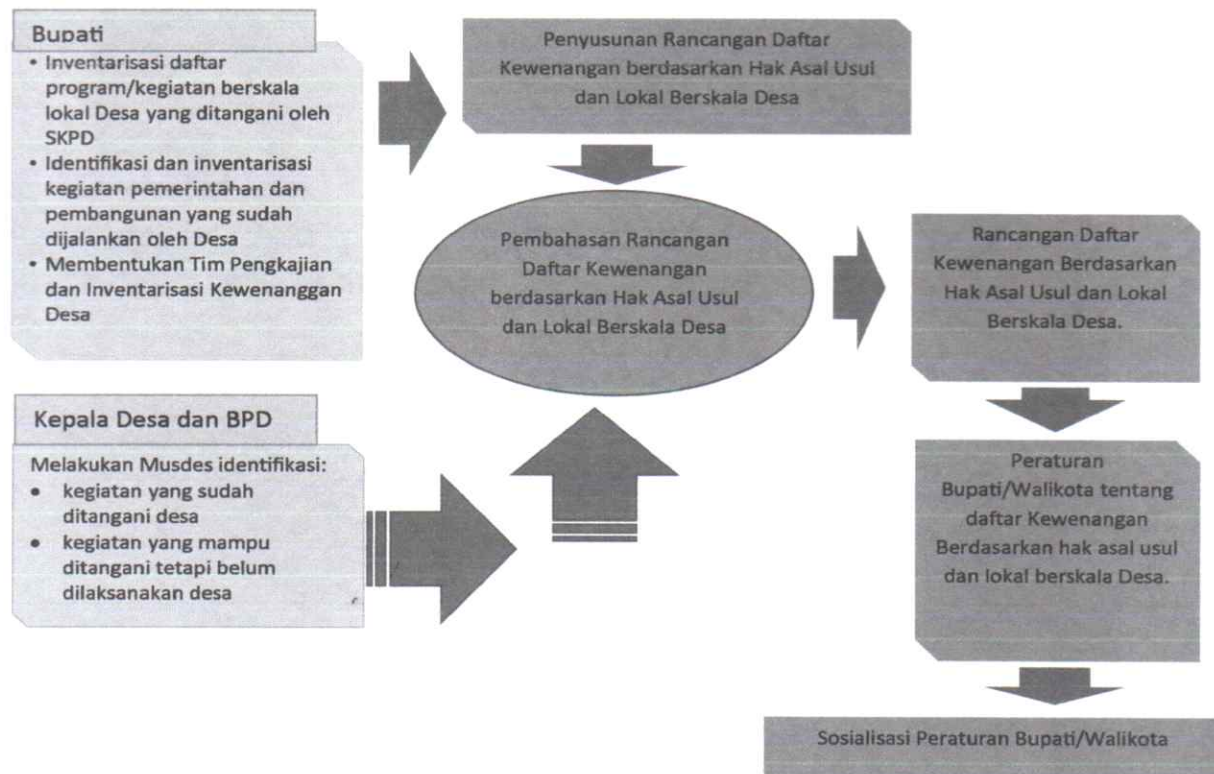 Bupati
• Inventarisasi daftar
program/kegiatan berskala
lokal Desa yang ditangani oleh
SKPD
• Identifikasi dan inventarisasi
kegiatan pemerintahan dan
pembangunan yang sudah
dijalankan oleh Desa
• Membentukan Tim Pengkajian
dan Inventarisasi Kewenanggan
Desa
Penyusunan Rancangan Daftar
Kewenangan berdasarkan Hak Asal Usul
dan Lokal Berskala Desa
Pembahasan Rancangan
Daftar Kewenangan
berdasarkan Hak Asal Usul
dan Lokal Berskala Desa
Rancangan Daftar
Kewenangan Berdasarkan
Hak Asal Usul dan Lokal
Berskala Desa.
Kepala Desa dan BPD
Melakukan Musdes identifikasi:
• kegiatan yang sudah
ditangani desa
• kegiatan yang mampu
ditangani tetapi belum
dilaksanakan desa
Peraturan
Bupati/Walikota tentang
daftar Kewenangan
Berdasarkan hak asal usul
dan lokal berskala Desa.
Sosialisasi Peraturan Bupati/Walikota